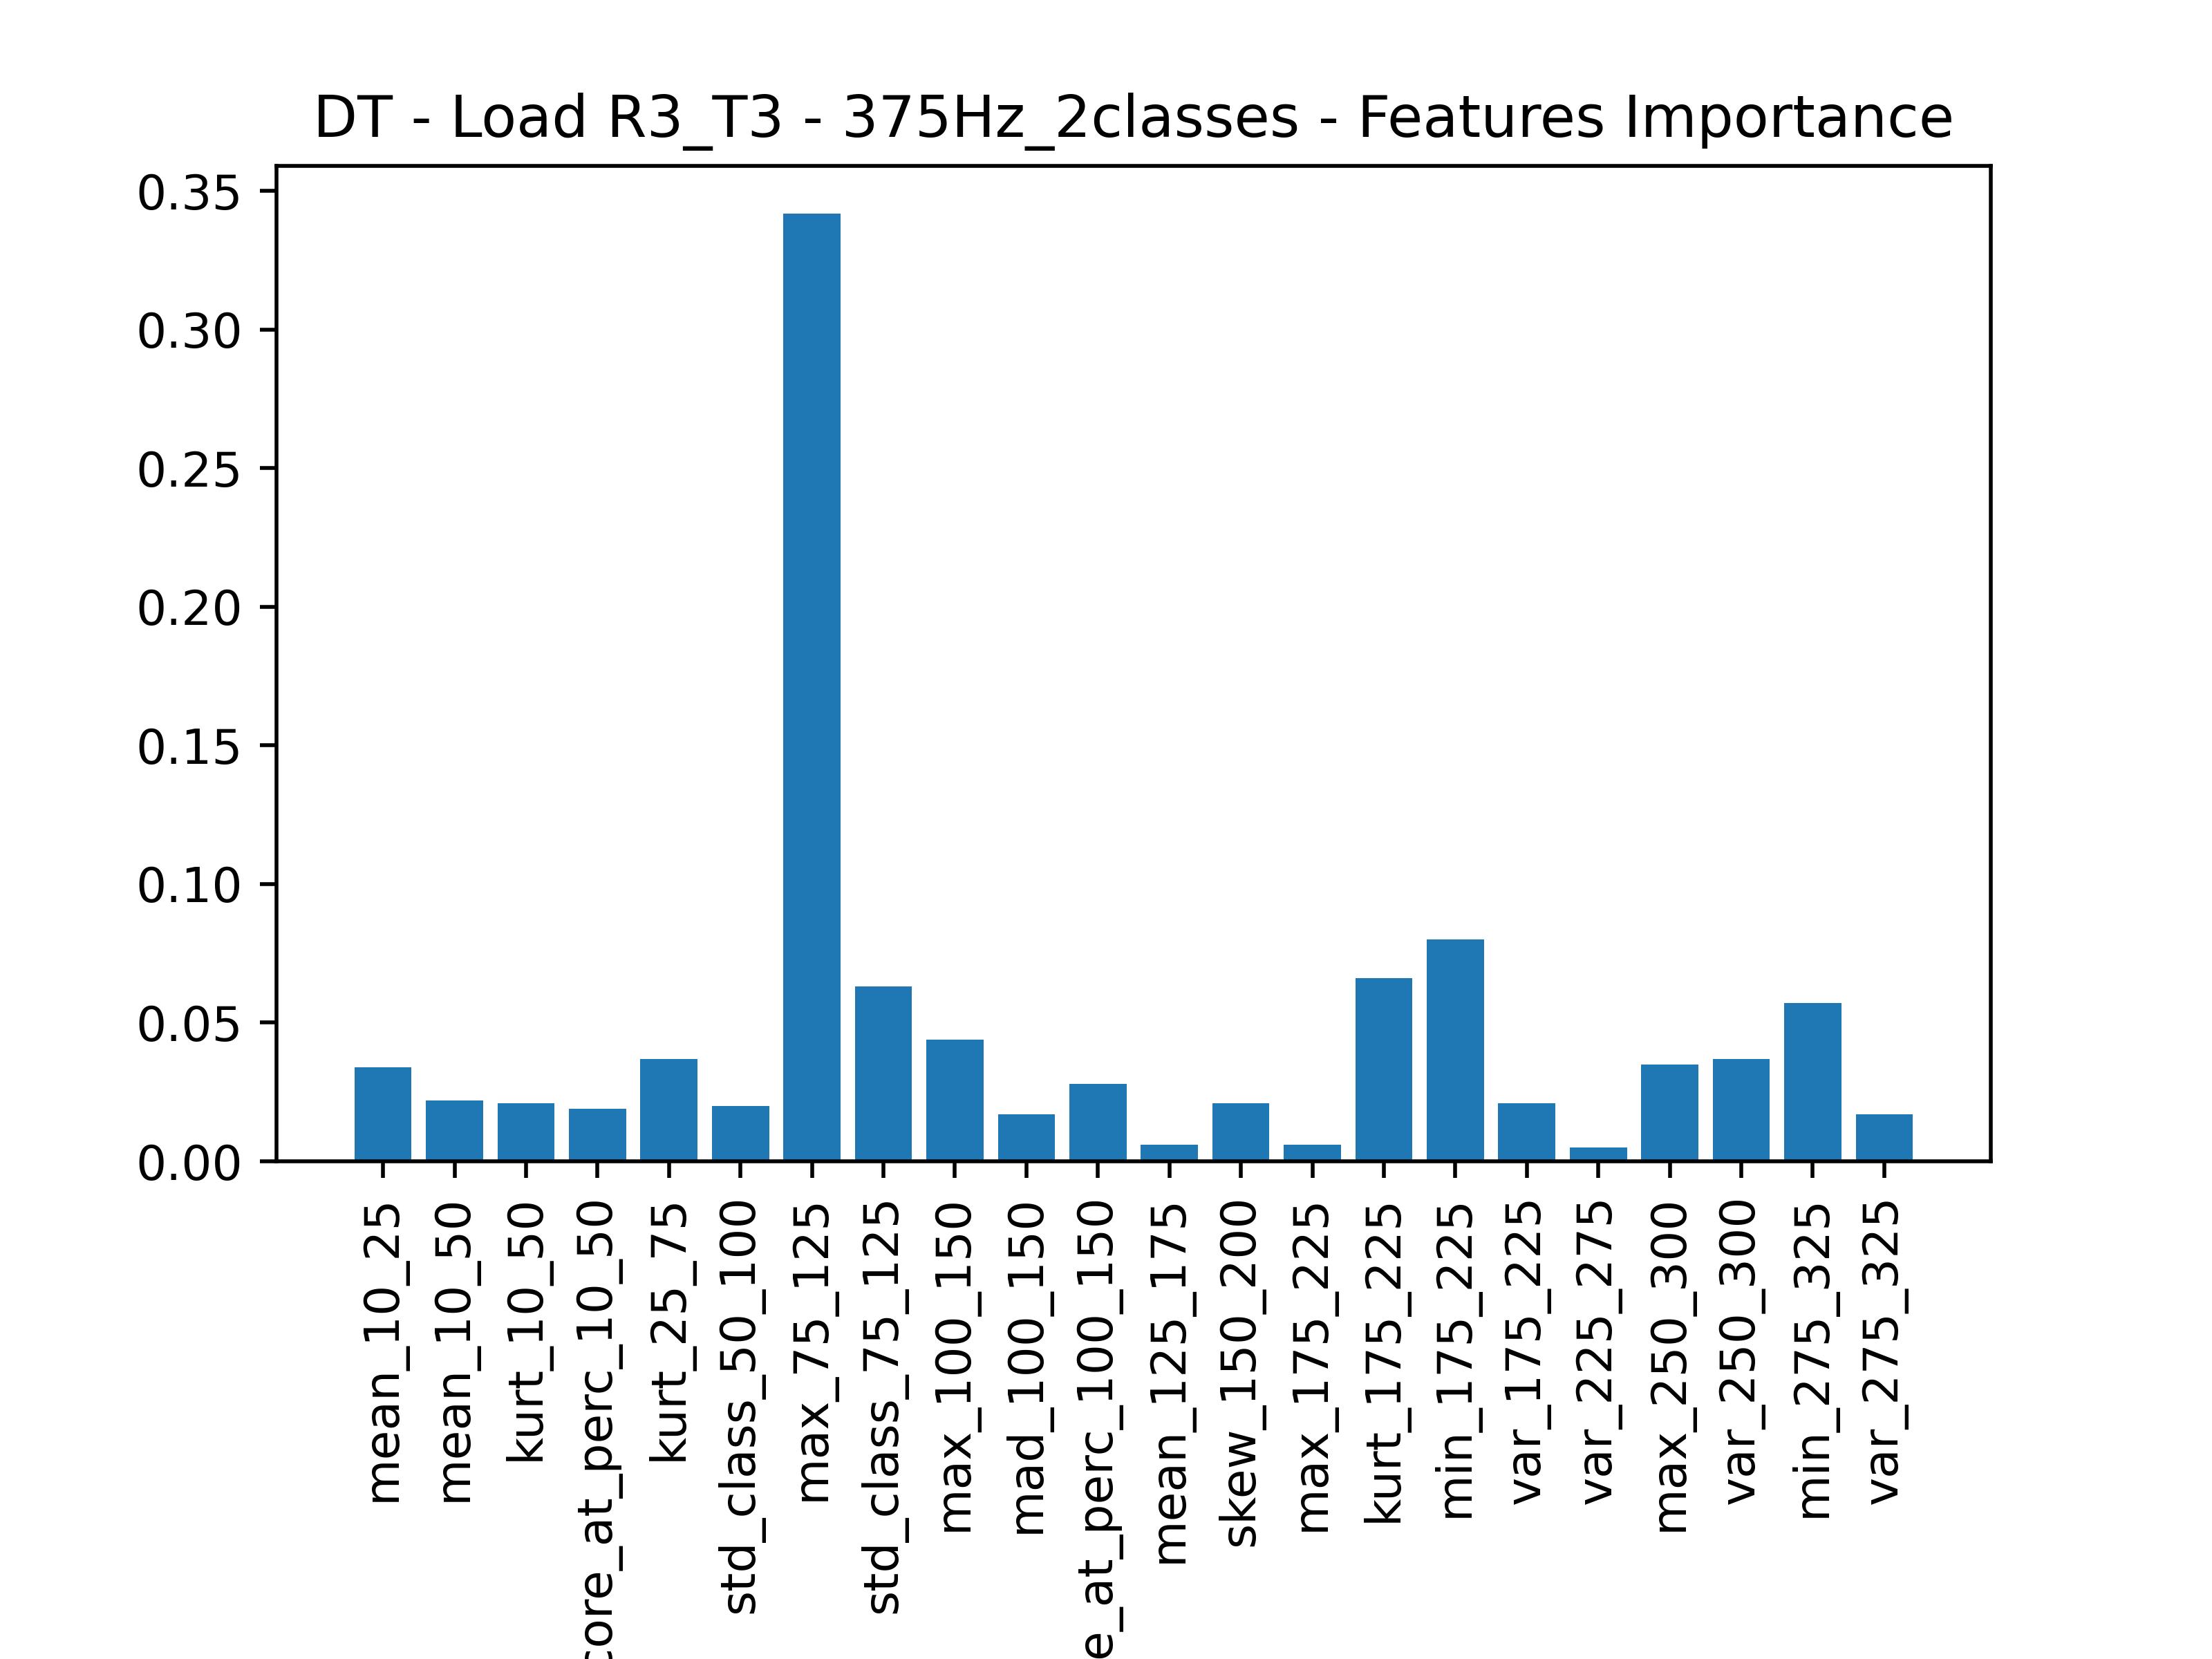 DT - Load R3_T3 - 375Hz_2classes - Features Importance
0.35
0.30
0.25
0.20
0.15
0.10
0.05
0.00
mean_10_25
mean_10_50
kurt_10_50
core_at_perc_10_50
kurt_25_75
std_class_50_100
max_75_125
std_class_75_125
max_100_150
mad_100_150
e_at_perc_100_150
mean_125_175
skew_150_200
max_175_225
kurt_175_225
min_175_225
var_175_225
var_225_275
max_250_300
var_250_300
min_275_325
var_275_325